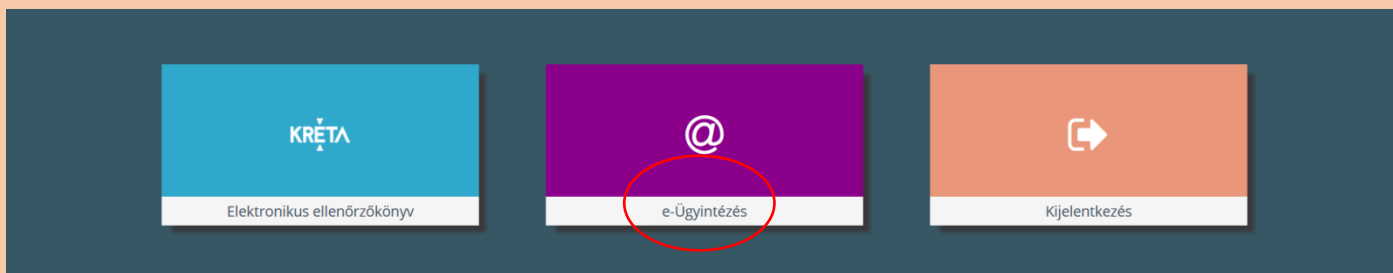 KRÉTA
@
Elektronikus ellenőrzőkönyv
e-Ügyintézés
Kijelentkezés